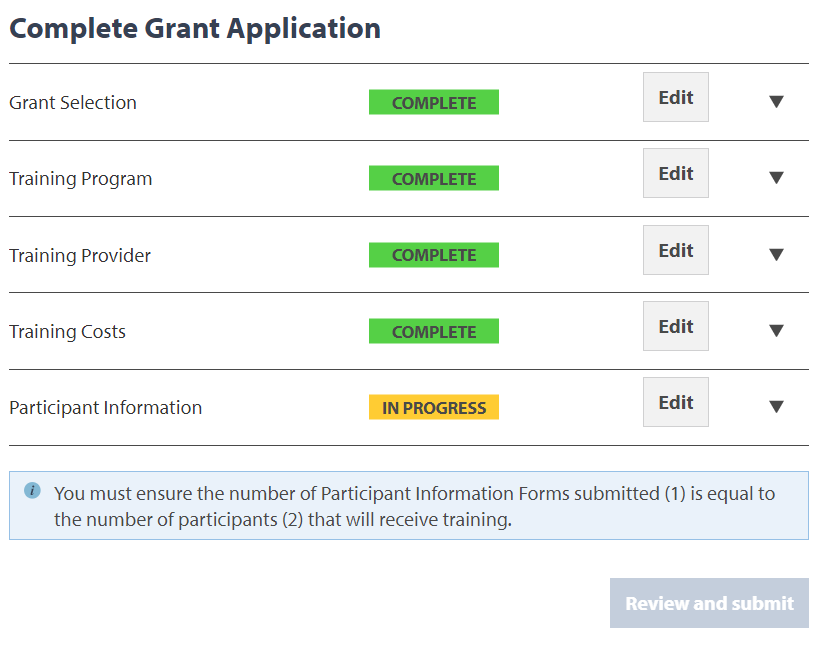 Complete Grant Application
Grant Selection COMPLETE Edit
Training Program COMPLETE Edit
Training Provider COMPLETE Edit
Training Costs COMPLETE Edit
Participant Information IN PROGRESS Edit
i You must ensure the number of Participant Information Forms submitted (1) is equal to
the number of participants (2) that will receive training.
Review and submit